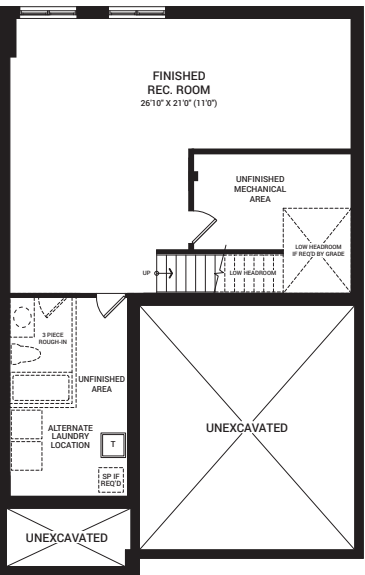 FINISHED
REC. ROOM
26'10" X 21'0" (11'0")
UNFINISHED
MECHANICAL
AREA
LOW HEADROOM
IF REQ'D BY GRADE
UP
LOW HEADROOM
3 PIECE
ROUGH-IN
UNFINISHED
AREA
ALTERNATE
LAUNDRY
LOCATION
T
SP IF
REQ'D
UNEXCAVATED
UNEXCAVATED